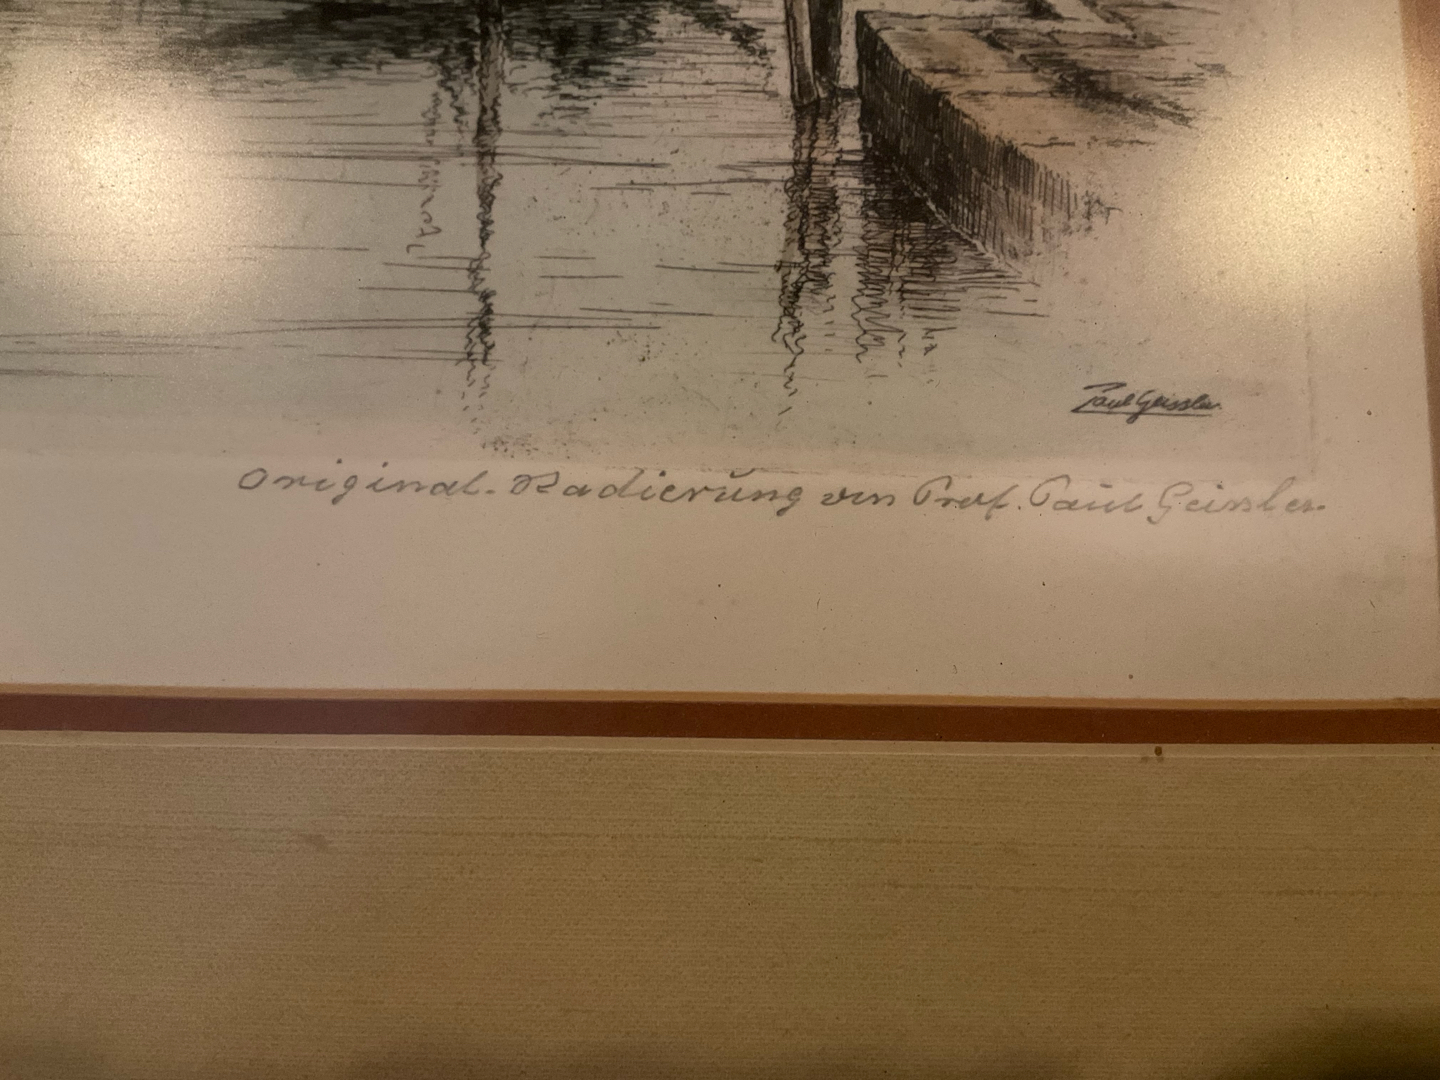 Paul Geissler.
Original-Radierung von Prof. Paul Geissler.